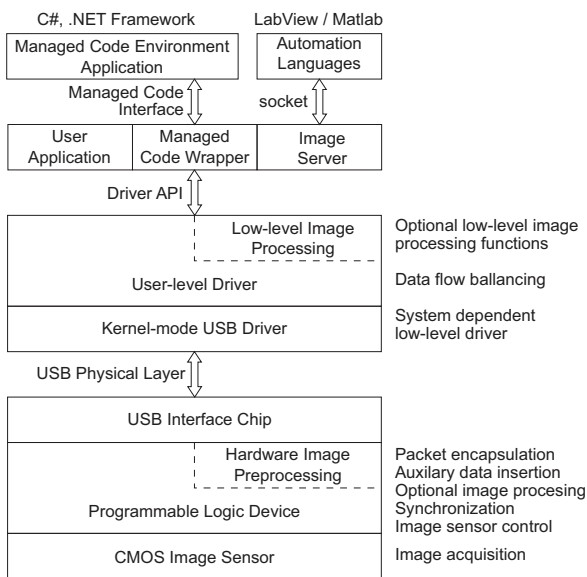 C#, .NET Framework
LabView / Matlab
Managed Code Environment
Application
Automation
Languages
Managed Code
Interface
socket
User
Application
Managed
Code Wrapper
Image
Server
Driver API
Low-level Image
Processing
Optional low-level image
processing functions
User-level Driver
Data flow ballancing
Kernel-mode USB Driver
System dependent
low-level driver
USB Physical Layer
USB Interface Chip
Hardware Image
Preprocessing
Packet encapsulation
Auxilary data insertion
Optional image procesing
Programmable Logic Device
Synchronization
Image sensor control
CMOS Image Sensor
Image acquisition